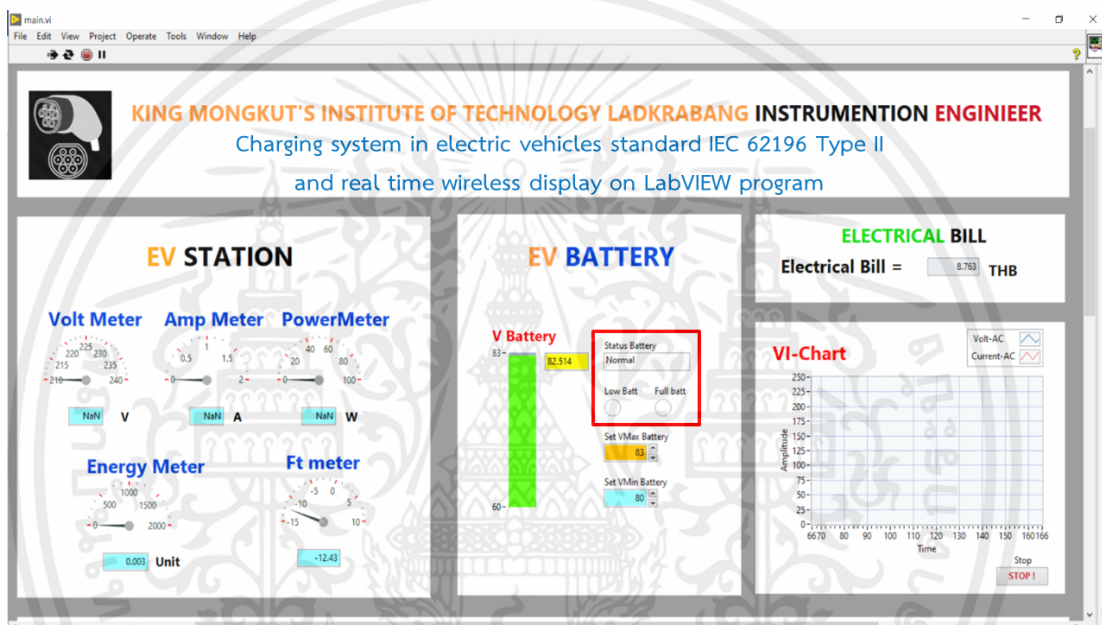 main.vi
File Edit View Project Operate Tools Window Help
KING MONGKUT'S INSTITUTE OF TECHNOLOGY LADKRABANG INSTRUMENTION ENGINIEER
Charging system in electric vehicles standard IEC 62196 Type II
and real time wireless display on LabVIEW program
EV STATION
Volt Meter Amp Meter PowerMeter
210 215 220 225 230 235 240
0 0.5 1 1.5 2
0 20 40 60 80 100
NaN V
NaN A
NaN W
Energy Meter Ft meter
0 500 1000 1500 2000
-15 -10 -5 0 5 10
0.003 Unit
-12.43
EV BATTERY
V Battery
83
60
82.514
Status Battery
Normal
Low Batt Full batt
Set VMax Battery
83
Set VMin Battery
80
ELECTRICAL BILL
Electrical Bill = 8.763 THB
VI-Chart
Volt-AC
Current-AC
250
225
200
175
150
125
100
75
50
25
0
Amplitude
6670 80 90 100 110 120 130 140 150 160166
Time
Stop
STOP !